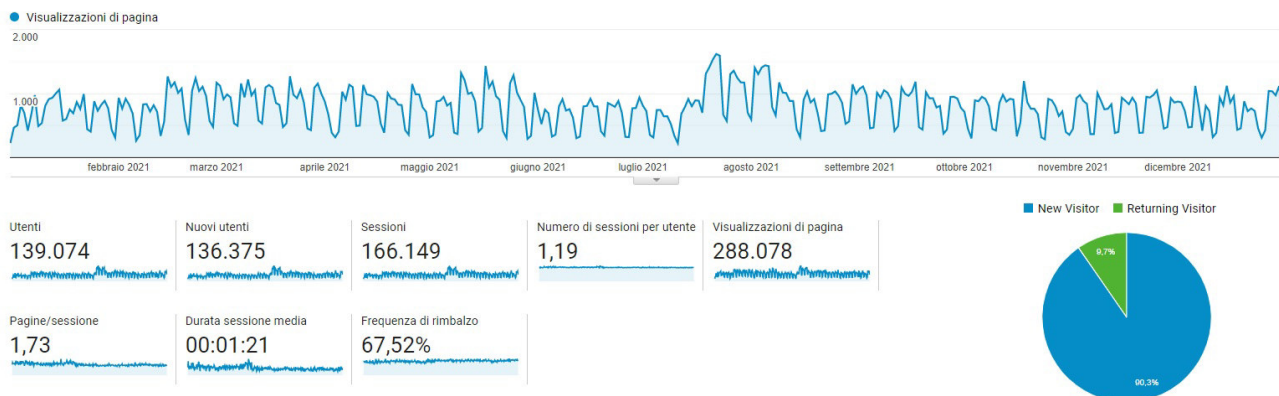 Visualizzazioni di pagina
2.000
1.000
febbraio 2021 marzo 2021 aprile 2021 maggio 2021 giugno 2021 luglio 2021 agosto 2021 settembre 2021 ottobre 2021 novembre 2021 dicembre 2021
New Visitor Returning Visitor
Utenti
139.074
Nuovi utenti
136.375
Sessioni
166.149
Numero di sessioni per utente
1,19
Visualizzazioni di pagina
288.078
Pagine/sessione
1,73
Durata sessione media
00:01:21
Frequenza di rimbalzo
67,52%
9,7%
90,3%